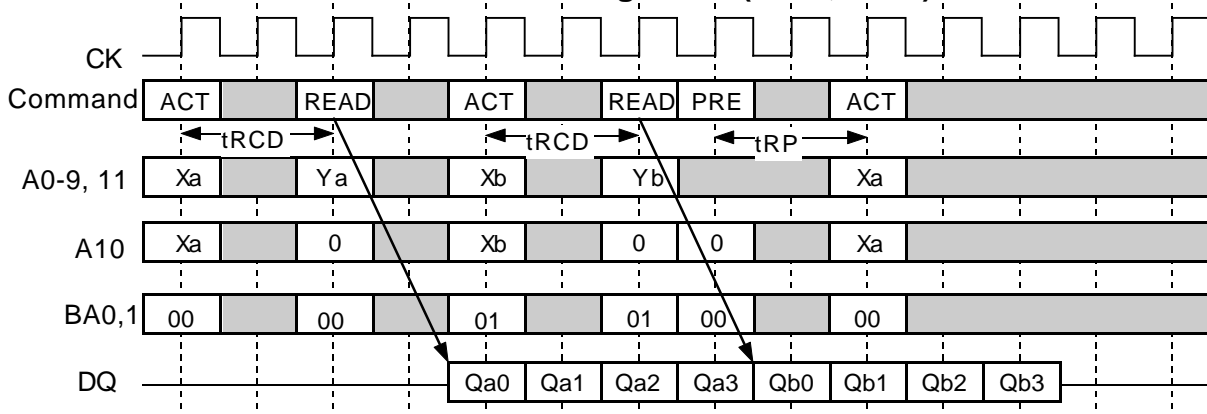 CK
Command ACT READ ACT READ PRE ACT
tRCD tRCD tRP
A0-9, 11 Xa Ya Xb Yb Xa
A10 Xa 0 Xb 0 0 Xa
BA0,1 00 00 01 01 00 00
DQ Qa0 Qa1 Qa2 Qa3 Qb0 Qb1 Qb2 Qb3